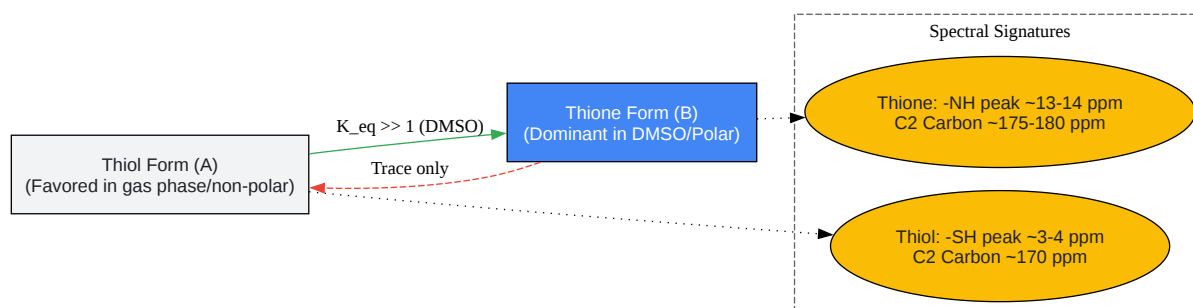 Spectral Signatures
Thione: -NH peak ~13-14 ppm
C2 Carbon ~175-180 ppm
Thione Form (B)
(Dominant in DMSO/Polar)
K_eq >> 1 (DMSO)
Trace only
Thiol Form (A)
(Favored in gas phase/non-polar)
Thiol: -SH peak ~3-4 ppm
C2 Carbon ~170 ppm